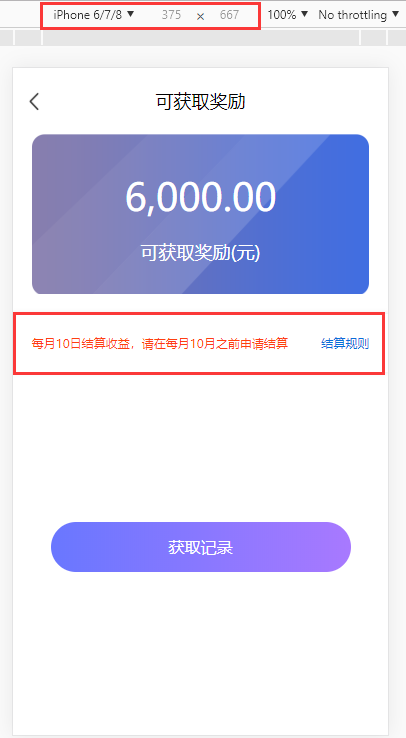 iPhone 6/7/8 ▼ 375 × 667 100% ▼ No throttling ▼
可获取奖励
6,000.00
可获取奖励(元)
每月10日结算收益，请在每月10月之前申请结算 结算规则
获取记录